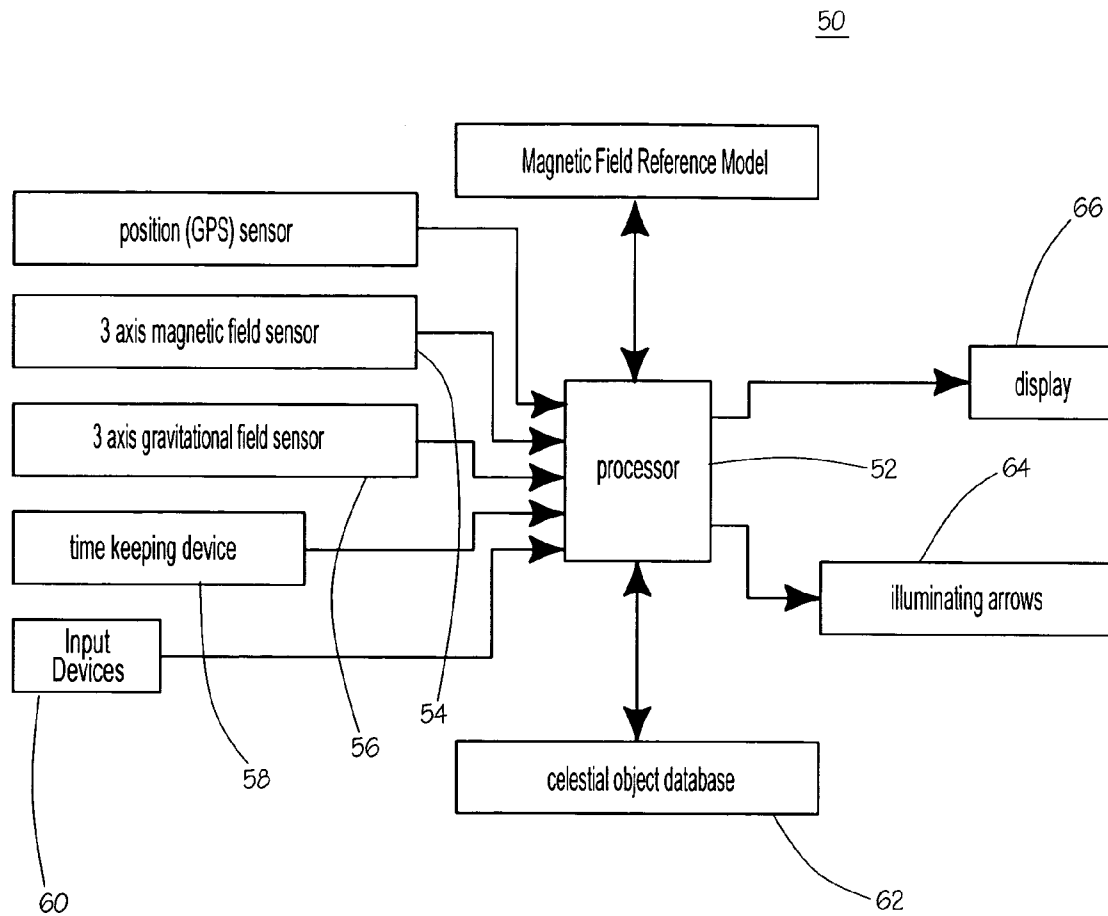 50
Magnetic Field Reference Model
position (GPS) sensor
66
3 axis magnetic field sensor
display
3 axis gravitational field sensor
processor
52
64
time keeping device
illuminating arrows
Input
Devices
54
56
58
celestial object database
60
62